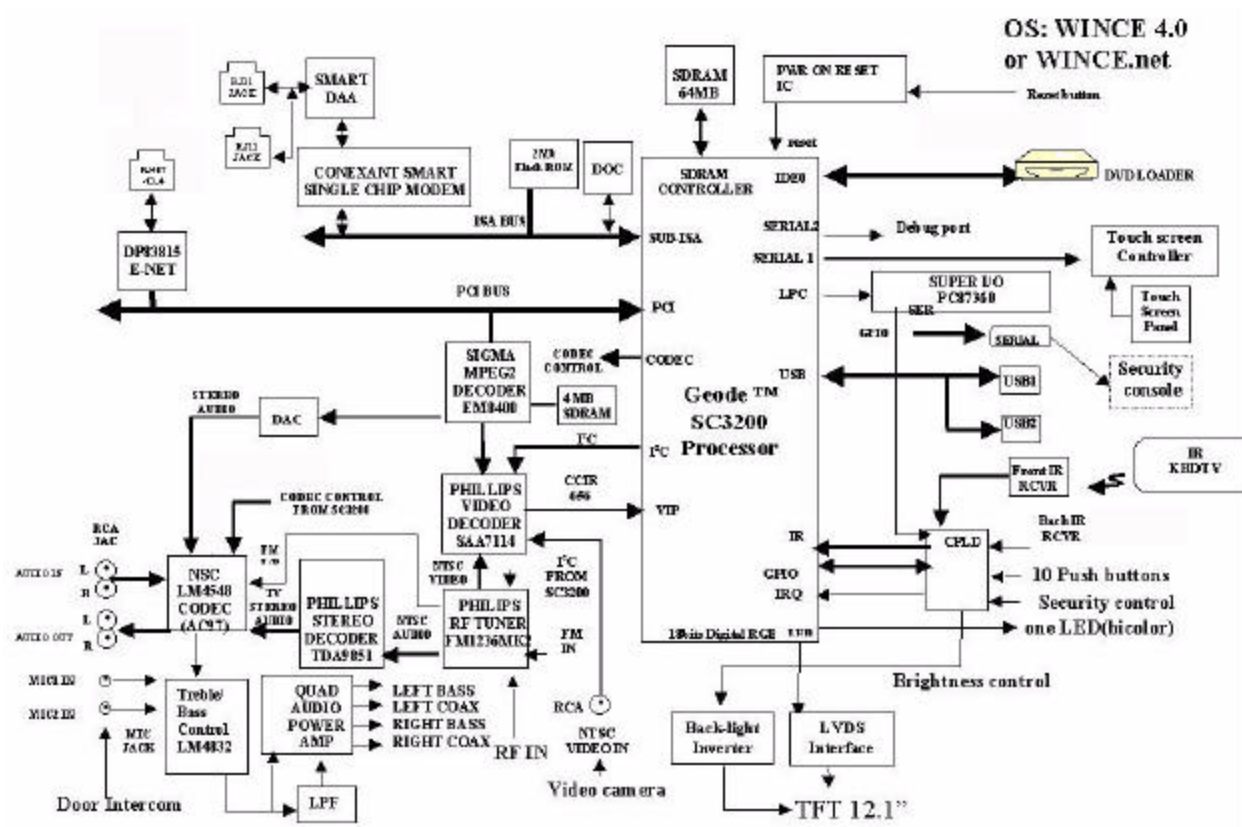 OS: WINCE 4.0
or WINCE.net
SMART
DAA
JACK
JACK
SDRAM
64MB
PWR ON RESET
IC
Reset button
reset
CONEXANT SMART
SINGLE CHIP MODEM
Flash ROM
DOC
SDRAM
CONTROLLER
IDE0
DVD LOADER
ISA BUS
SUB-ISA
SERIAL2
Debug port
DP83815
E-NET
SERIAL 1
Touch screen
Controller
PCI BUS
PCI
LPC
SUPER I/O
PC87360
Touch
Screen
Panel
SER
GPIO
SERIAL
SIGMA
MPEG2
DECODER
EM8400
CODEC
CONTROL
CODEC
USB
USB1
Security
console
4 MB
SDRAM
STEREO
AUDIO
DAC
Geode ™
SC3200
Processor
USB2
I²C
I²C
IR
Front IR
RCVR
PHILLIPS
VIDEO
DECODER
SAA7114
CCIR
656
VIP
CODEC CONTROL
FROM SC3200
RCA
JAC
CPLD
Back IR
RCVR
IR
AUDIO IN
L
R
NSC
LM4548
CODEC
(AC97)
FM
TV
STEREO
AUDIO
PHILLIPS
STEREO
DECODER
TDA9851
NTSC
VIDEO
NTSC
AUDIO
PHILIPS
RF TUNER
FM1236MK2
I²C
FROM
SC3200
FM
IN
GPIO
IRQ
10 Push buttons
Security control
AUDIO OUT
L
R
18bits Digital RGB
one LED(bicolor)
MIC1 IN
MIC2 IN
JACK
Treble/
Bass
Control
LM4832
QUAD
AUDIO
POWER
AMP
LEFT BASS
LEFT COAX
RIGHT BASS
RIGHT COAX
RF IN
RCA
NTSC
VIDEO IN
Brightness control
Back-light
Inverter
LVDS
Interface
Door Intercom
LPF
Video camera
TFT 12.1”